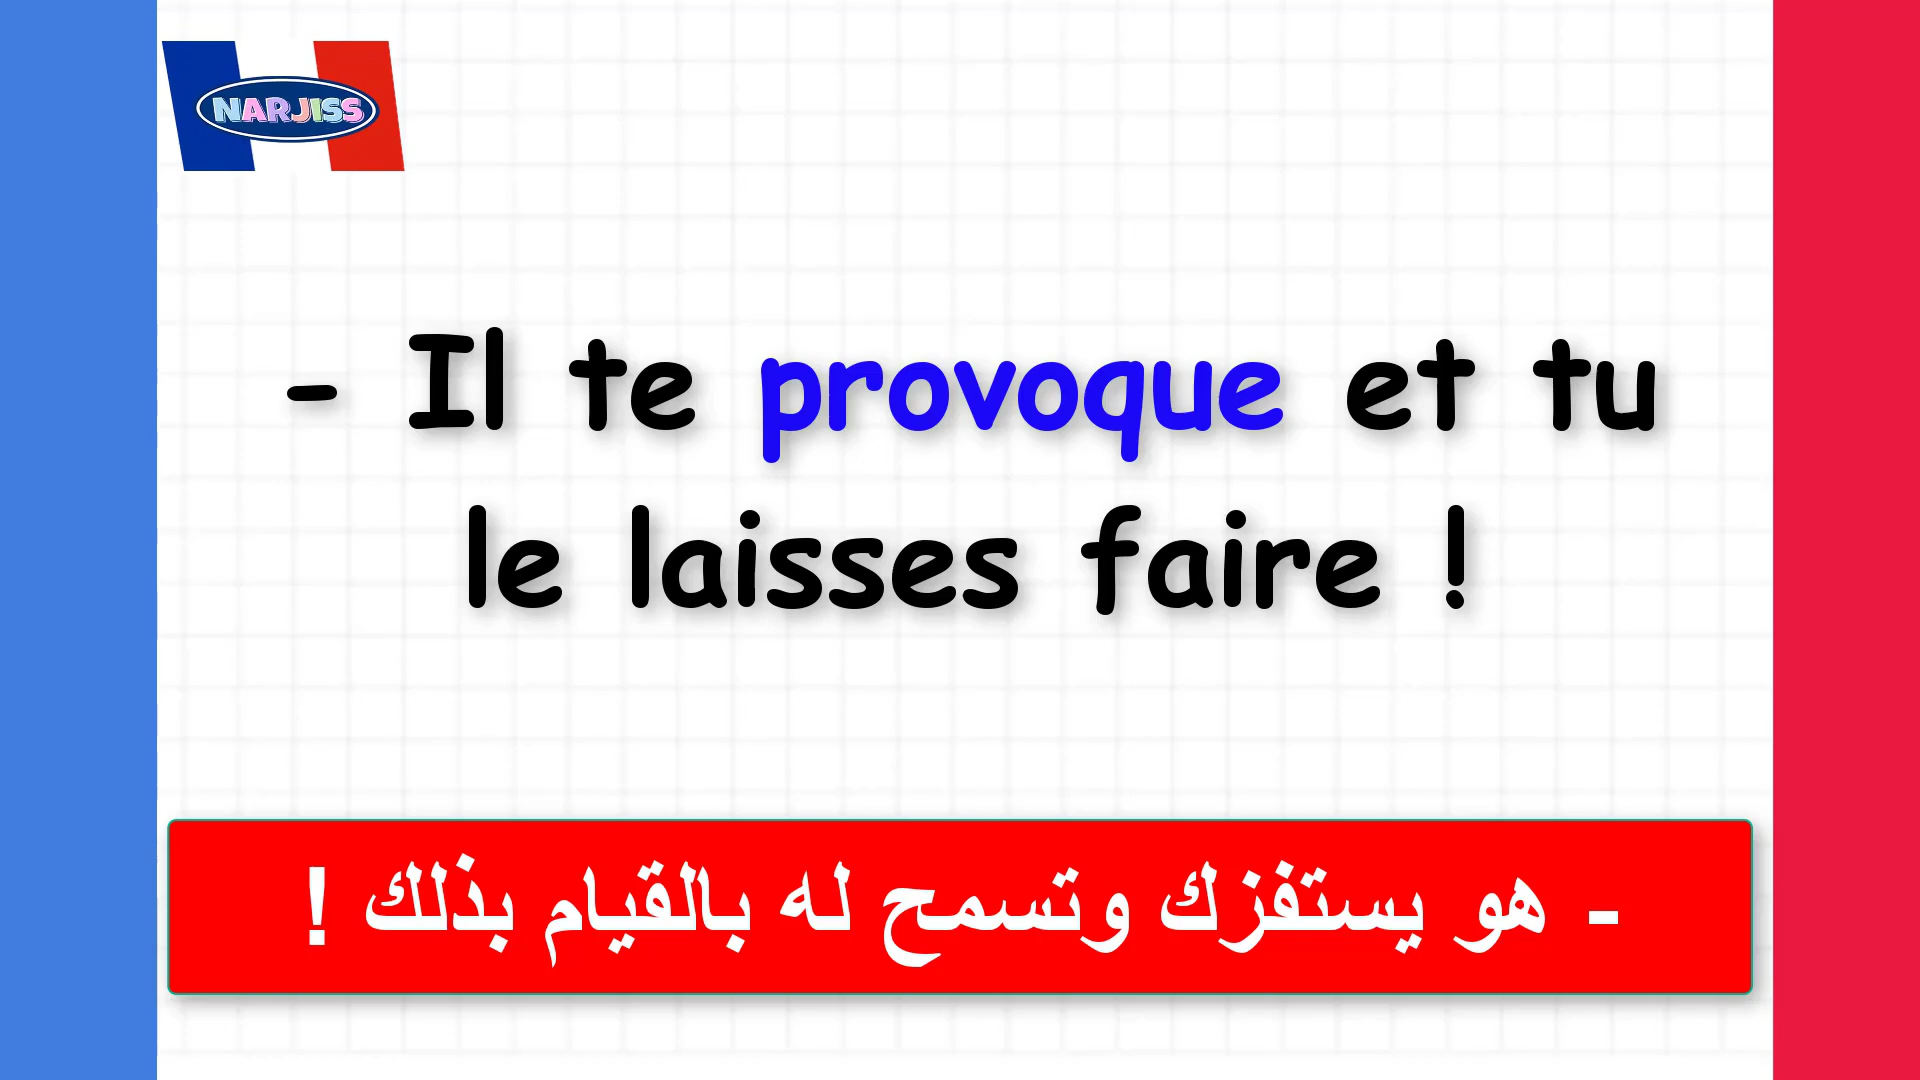 NARJISS
- Il te provoque et tu
le laisses faire !
- هو يستفزك وتسمح له بالقيام بذلك !